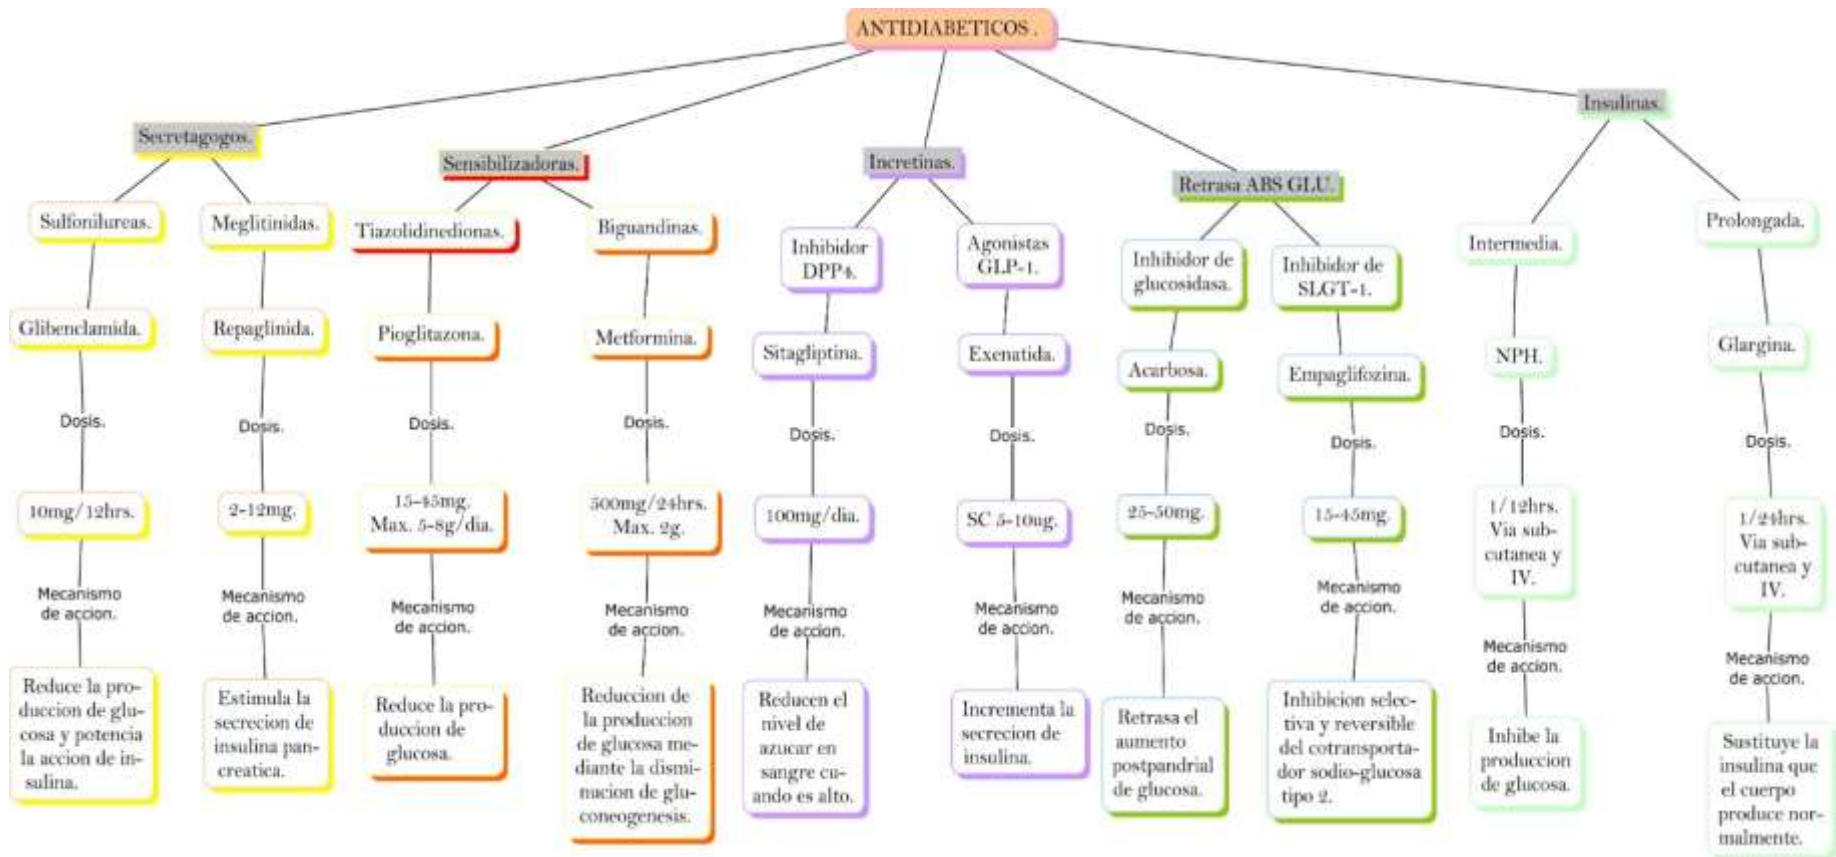 ANTIDIABETICOS .
Secretagogos.
Sensibilizadoras.
Incretinas.
Retrasa ABS GLU.
Insulinas.
Sulfonilureas.
Meglitinidas.
Tiazolidinedionas.
Biguandinas.
Inhibidor
DPP4.
Agonistas
GLP-1.
Inhibidor de
glucosidasa.
Inhibidor de
SLGT-1.
Intermedia.
Prolongada.
Glibenclamida.
Repaglinida.
Pioglitazona.
Metformina.
Sitagliptina.
Exenatida.
Acarbosa.
Empaglifozina.
NPH.
Glargina.
Dosis.
Dosis.
Dosis.
Dosis.
Dosis.
Dosis.
Dosis.
Dosis.
Dosis.
Dosis.
10mg/12hrs.
2-12mg.
15-45mg.
Max. 5-8g/dia.
500mg/24hrs.
Max. 2g.
100mg/dia.
SC 5-10ug.
25-50mg.
15-45mg.
1/12hrs.
Via sub-
cutanea y
IV.
1/24hrs.
Via sub-
cutanea y
IV.
Mecanismo
de accion.
Mecanismo
de accion.
Mecanismo
de accion.
Mecanismo
de accion.
Mecanismo
de accion.
Mecanismo
de accion.
Mecanismo
de accion.
Mecanismo
de accion.
Mecanismo
de accion.
Mecanismo
de accion.
Reduce la pro-
duccion de glu-
cosa y potencia
la accion de in-
sulina.
Estimula la
secrecion de
insulina pan-
creatica.
Reduce la pro-
duccion de
glucosa.
Reduccion de
la produccion
de glucosa me-
diante la dismi-
nucion de glu-
coneogenesis.
Reducen el
nivel de
azucar en
sangre cu-
ando es alto.
Incrementa la
secrecion de
insulina.
Retrasa el
aumento
postpandrial
de glucosa.
Inhibicion selec-
tiva y reversible
del cotransporta-
dor sodio-glucosa
tipo 2.
Inhibe la
produccion
de glucosa.
Sustituye la
insulina que
el cuerpo
produce nor-
malmente.